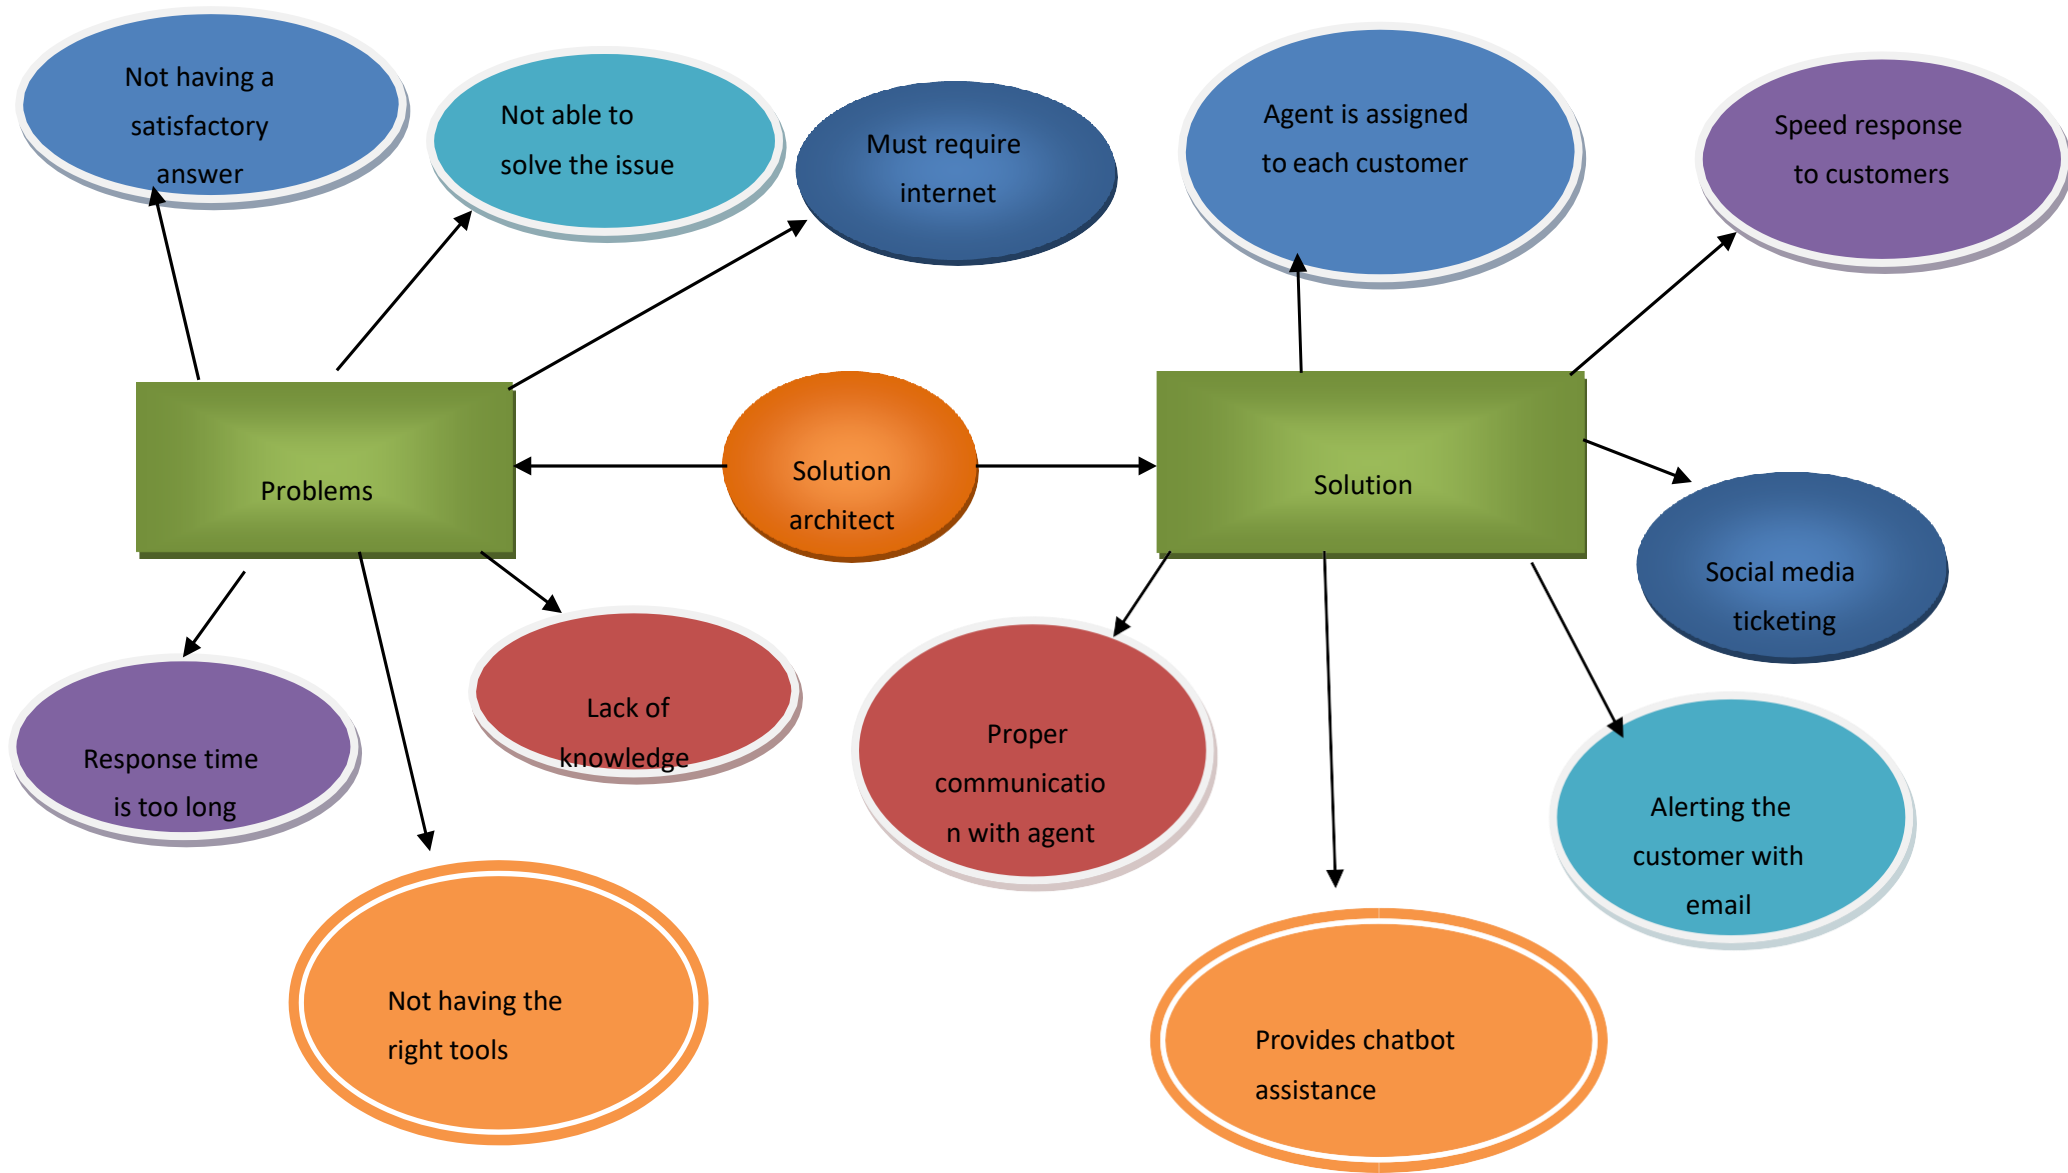 Not having a
satisfactory
answer
Not able to
solve the issue
Must require
internet
Agent is assigned
to each customer
Speed response
to customers
Problems
Solution
architect
Solution
Social media
ticketing
Response time
is too long
Lack of
knowledge
Proper
communicatio
n with agent
Alerting the
customer with
email
Not having the
right tools
Provides chatbot
assistance